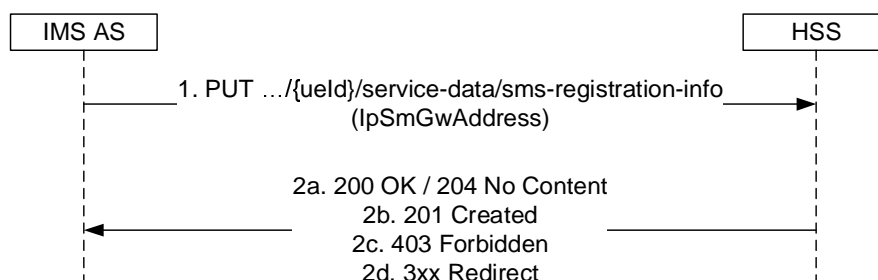 IMS AS
HSS
1. PUT …/{ueId}/service-data/sms-registration-info
(IpSmGwAddress)
2a. 200 OK / 204 No Content
2b. 201 Created
2c. 403 Forbidden
2d. 3xx Redirect